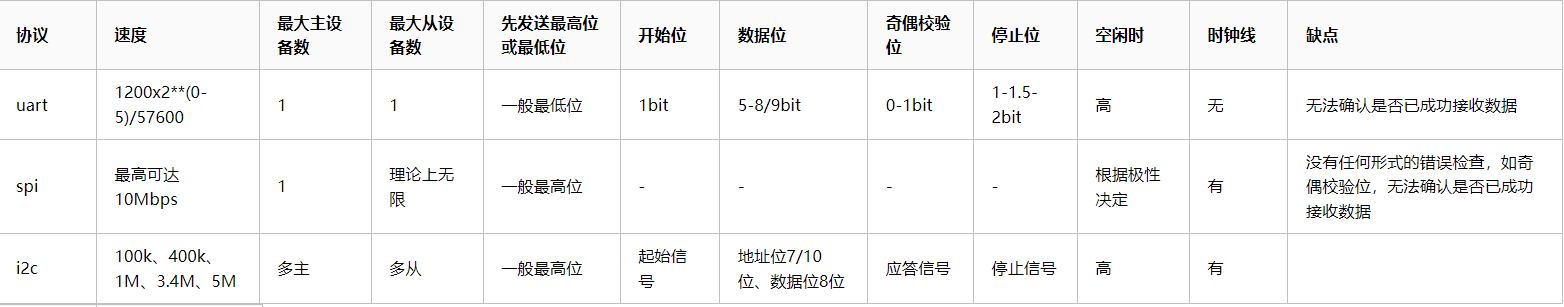 协议
速度
最大主设
备数
最大从设
备数
先发送最高位
或最低位
开始位
数据位
奇偶校验
位
停止位
空闲时
时钟线
缺点
uart
1200x2**(0-
5)/57600
1
1
一般最低位
1bit
5-8/9bit
0-1bit
1-1.5-
2bit
高
无
无法确认是否已成功接收数据
spi
最高可达
10Mbps
1
理论上无
限
一般最高位
-
-
-
-
根据极性
决定
有
没有任何形式的错误检查，如奇
偶校验位，无法确认是否已成功
接收数据
i2c
100k、400k、
1M、3.4M、5M
多主
多从
一般最高位
起始信
号
地址位7/10
位、数据位8位
应答信号
停止信号
高
有